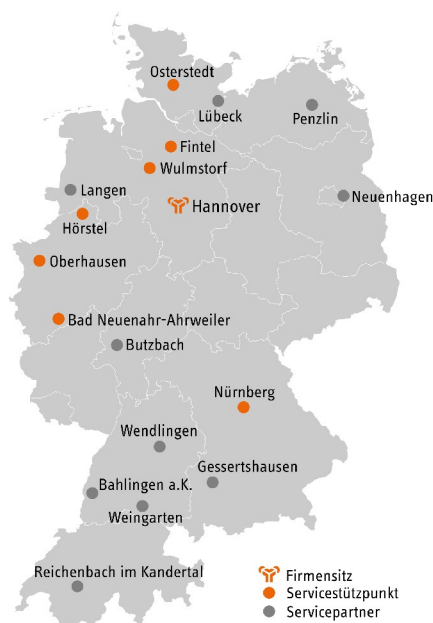 Osterstedt
Lübeck
Penzlin
Fintel
Wulmstorf
Langen
Neuenhagen
Hannover
Hörstel
Oberhausen
Bad Neuenahr-Ahrweiler
Butzbach
Nürnberg
Wendlingen
Gessertshausen
Bahlingen a.K.
Weingarten
Reichenbach im Kandertal
Firmensitz
Servicestützpunkt
Servicepartner